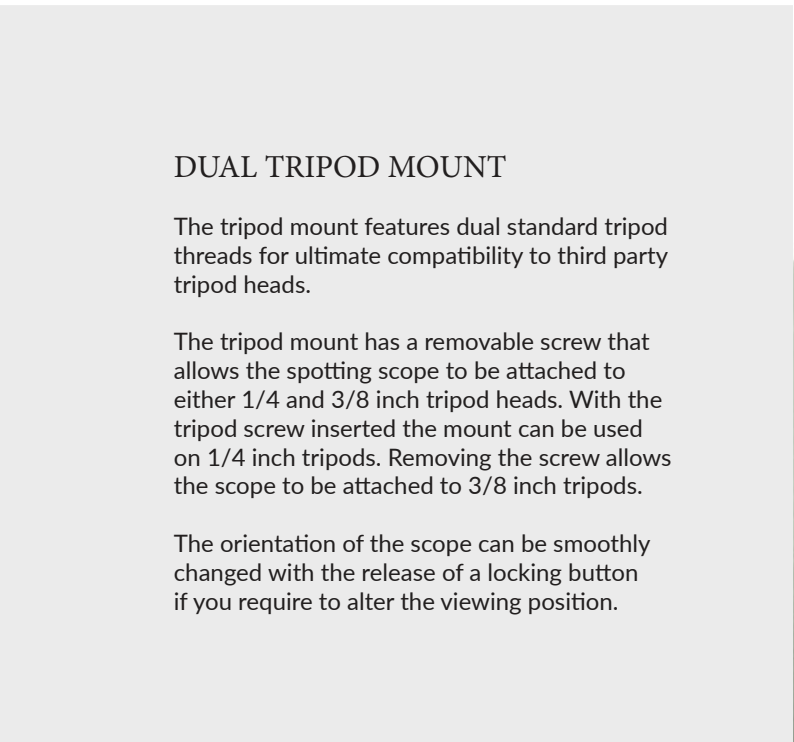 DUAL TRIPOD MOUNT
The tripod mount features dual standard tripod
threads for ultimate compatibility to third party
tripod heads.
The tripod mount has a removable screw that
allows the spotting scope to be attached to
either 1/4 and 3/8 inch tripod heads. With the
tripod screw inserted the mount can be used
on 1/4 inch tripods. Removing the screw allows
the scope to be attached to 3/8 inch tripods.
The orientation of the scope can be smoothly
changed with the release of a locking button
if you require to alter the viewing position.